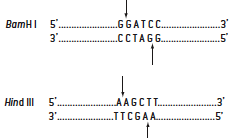 BamH I 5'........................GGATCC........................3'
3'........................CCTAGG........................5'
Hind III 5'........................AAGCTT........................3'
3'........................TTCGAA........................5'